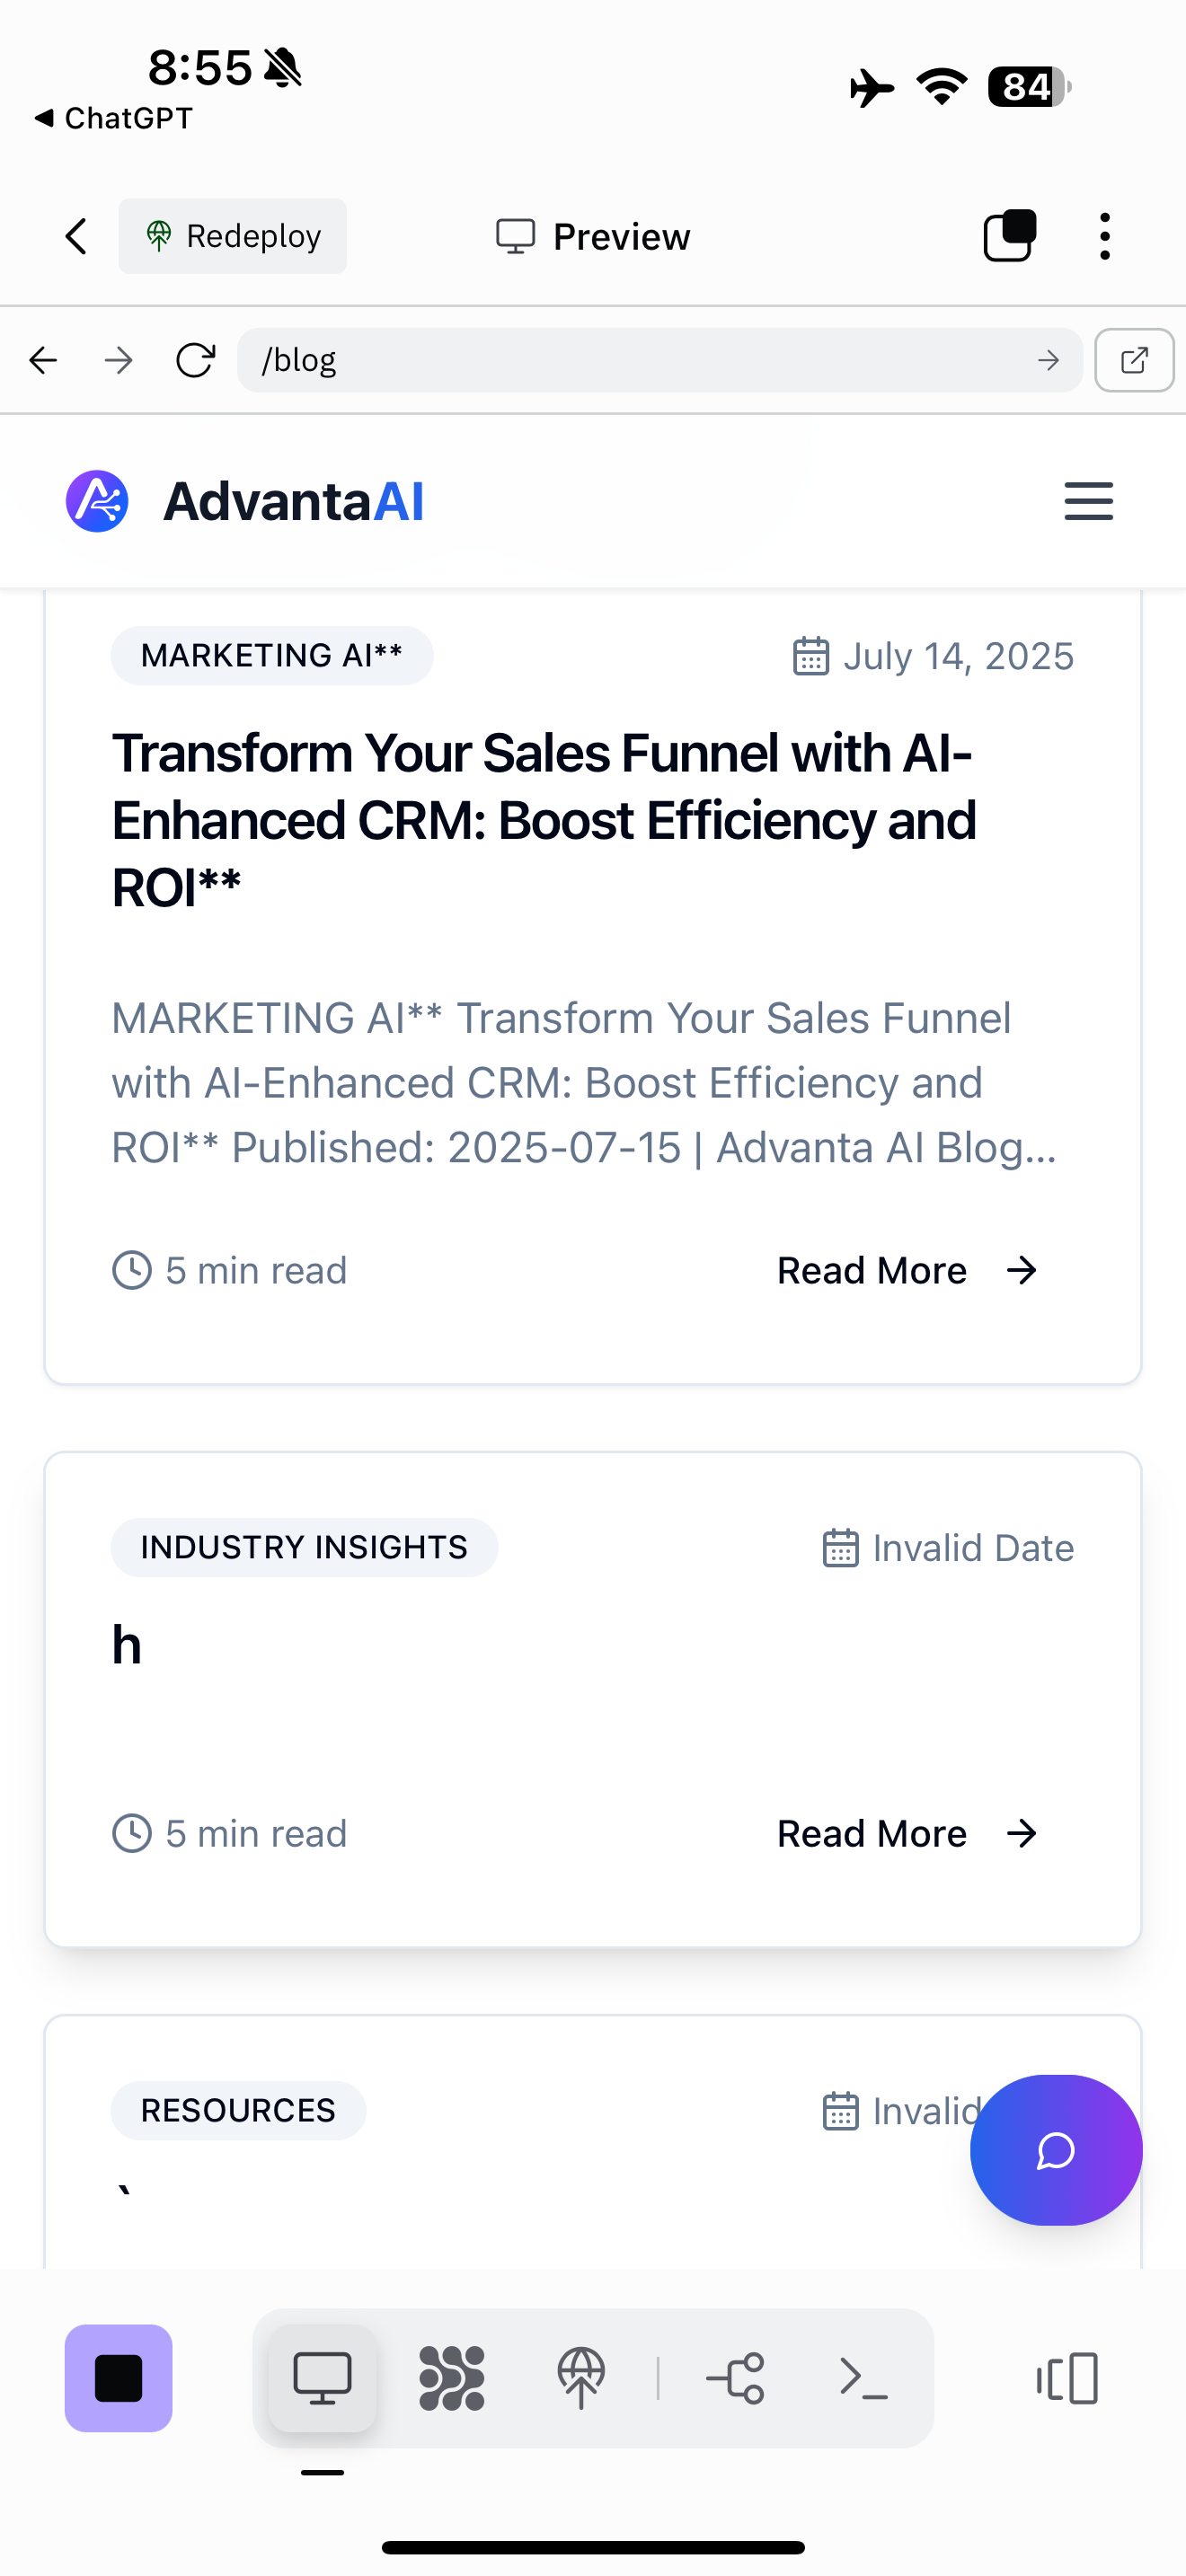 8:55
◀ ChatGPT
84
Redeploy
Preview
/blog
AdvantaAI
MARKETING AI**
July 14, 2025
Transform Your Sales Funnel with AI-
Enhanced CRM: Boost Efficiency and
ROI**
MARKETING AI** Transform Your Sales Funnel
with AI-Enhanced CRM: Boost Efficiency and
ROI** Published: 2025-07-15 | Advanta AI Blog...
5 min read
Read More
INDUSTRY INSIGHTS
Invalid Date
h
5 min read
Read More
RESOURCES
Invalid
`